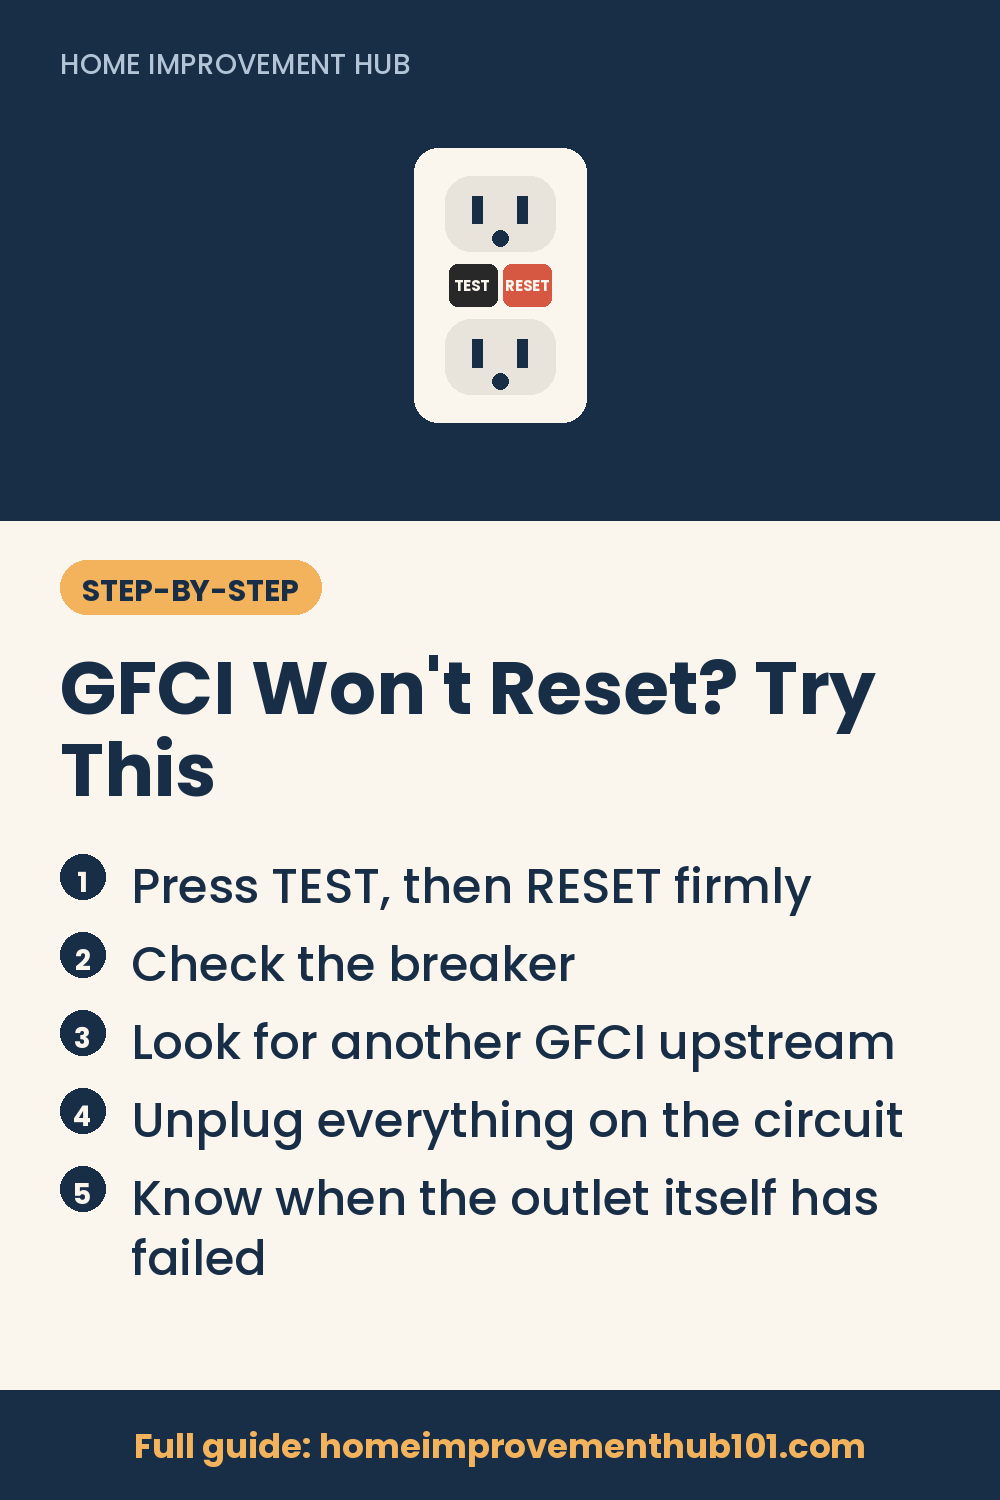 HOME IMPROVEMENT HUB
TEST RESET
STEP-BY-STEP
GFCI Won't Reset? Try
This
1 Press TEST, then RESET firmly
2 Check the breaker
3 Look for another GFCI upstream
4 Unplug everything on the circuit
5 Know when the outlet itself has
failed
Full guide: homeimprovementhub101.com